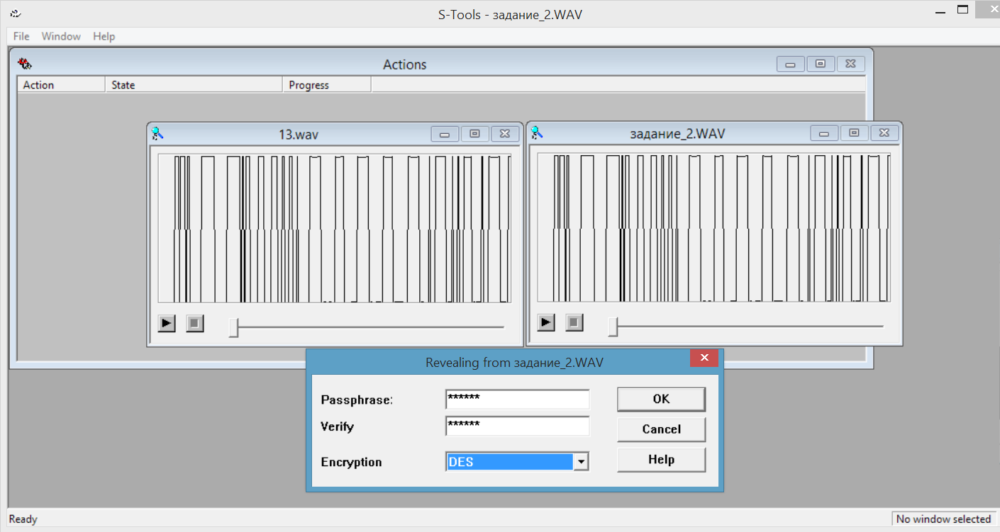 S-Tools - задание_2.WAV
File Window Help
Actions
Action State Progress
13.wav
задание_2.WAV
Revealing from задание_2.WAV
Passphrase: ******
OK
Verify ******
Cancel
Encryption DES
Help
Ready
No window selected